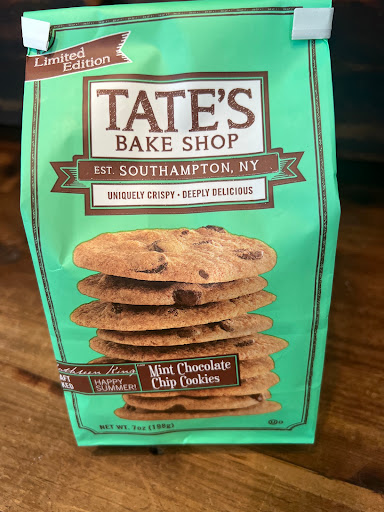 Limited
Edition
TATE'S
BAKE SHOP
EST. SOUTHAMPTON, NY
UNIQUELY CRISPY • DEEPLY DELICIOUS
King
HAPPY
SUMMER!
Mint Chocolate
Chip Cookies
NET WT. 7oz (198g)